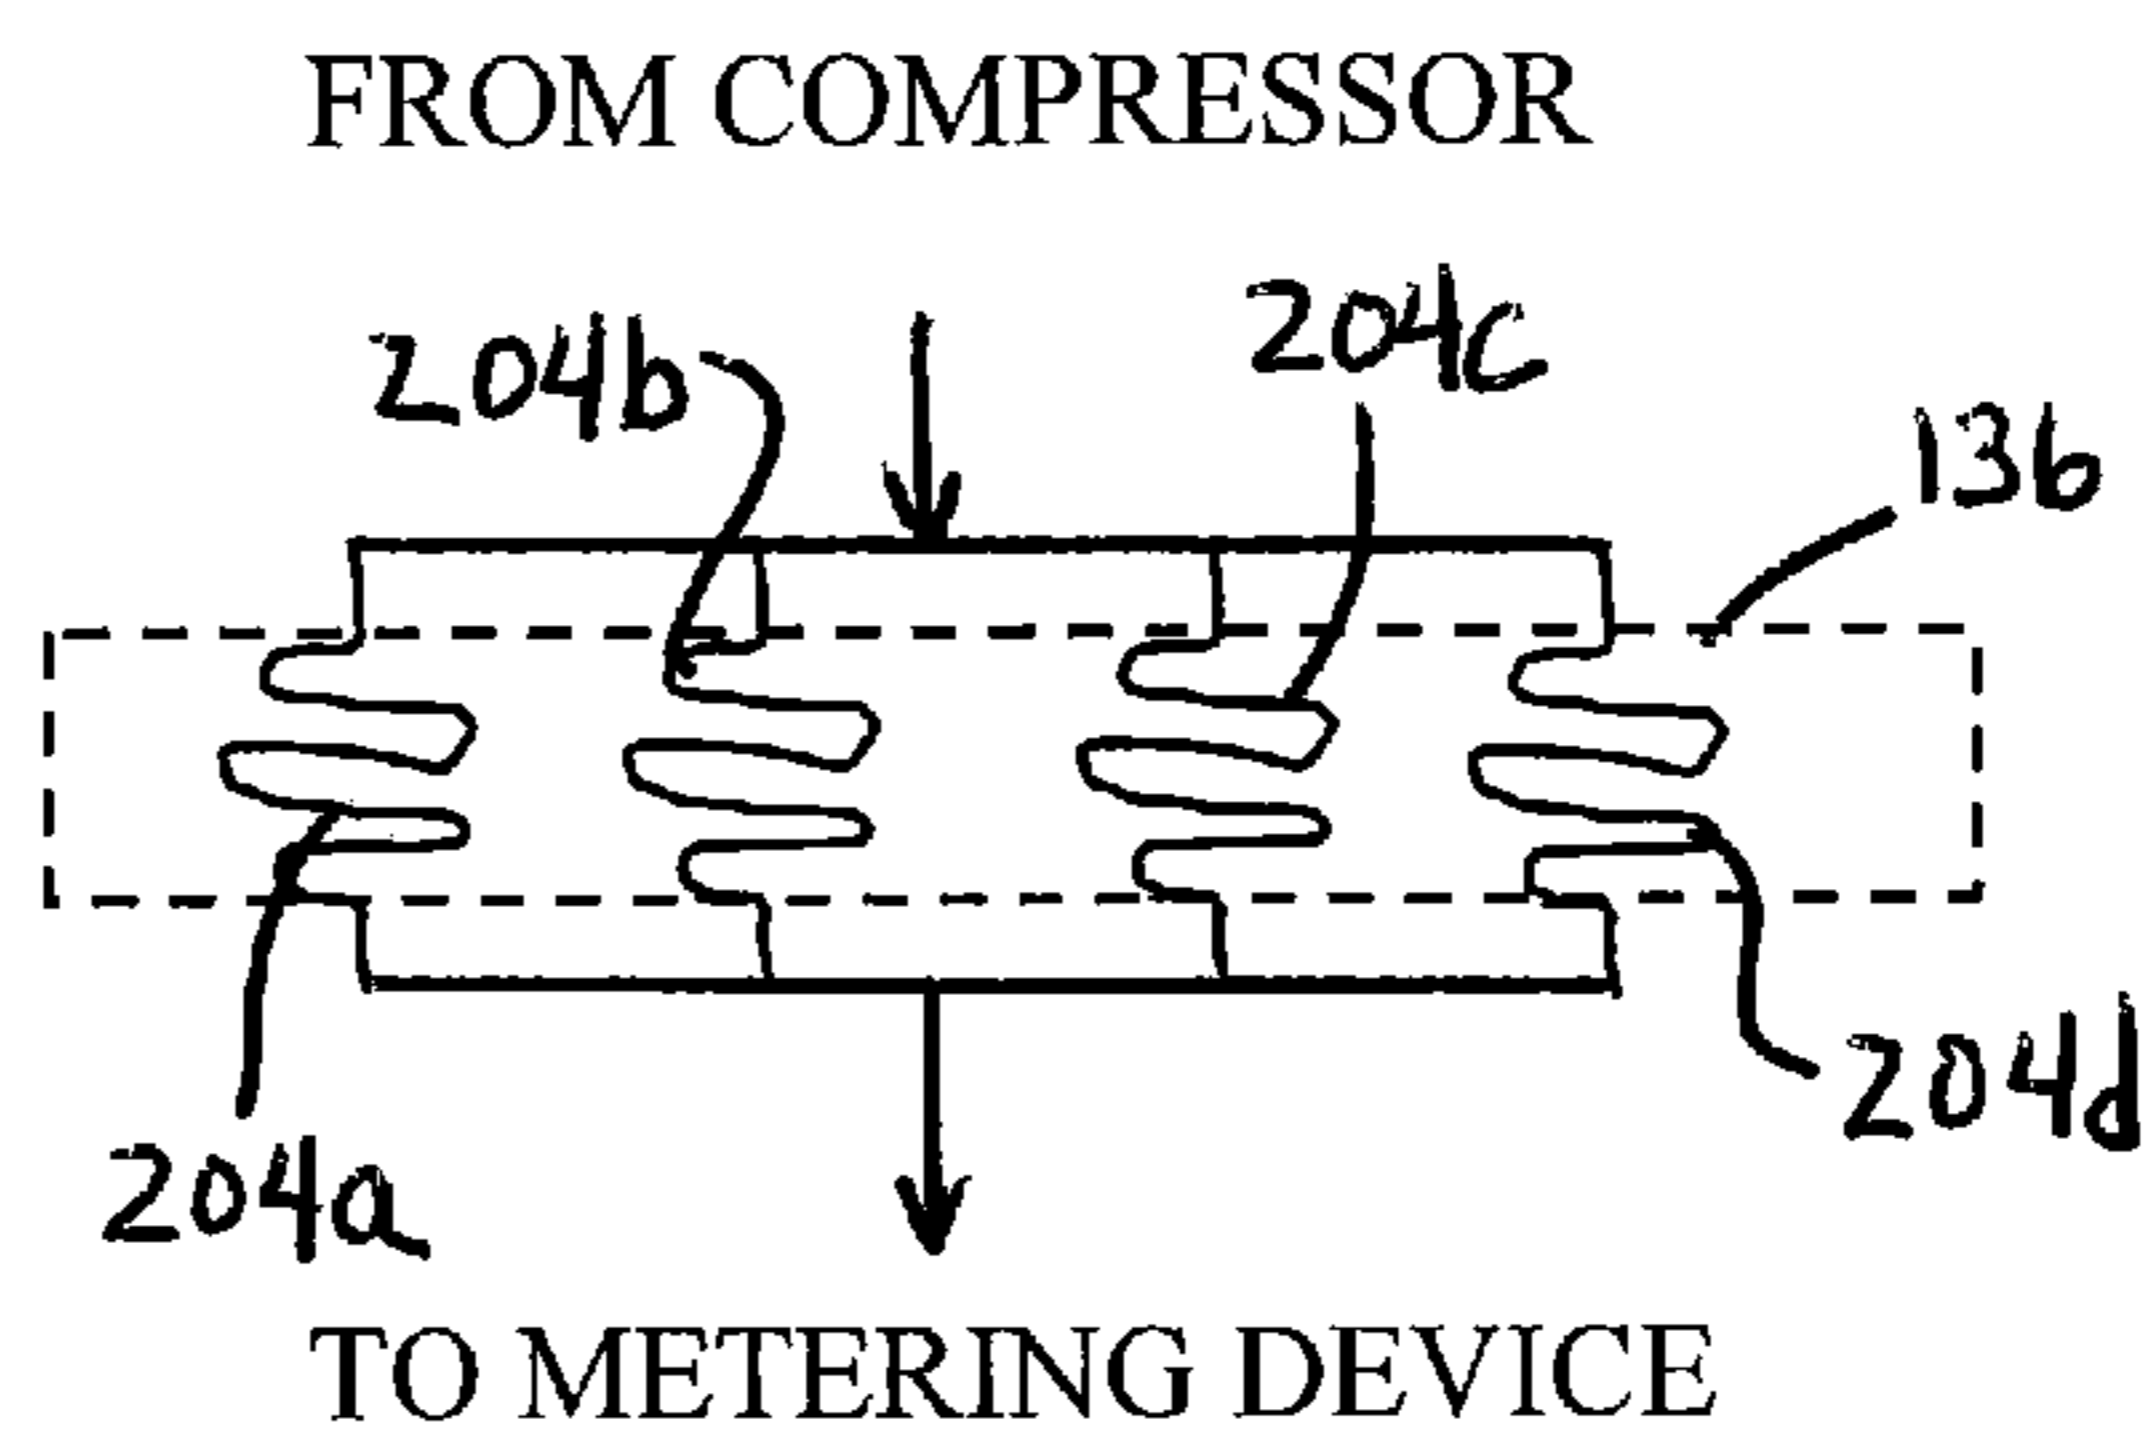 FROM COMPRESSOR
204b
204c
136
204a
204d
TO METERING DEVICE